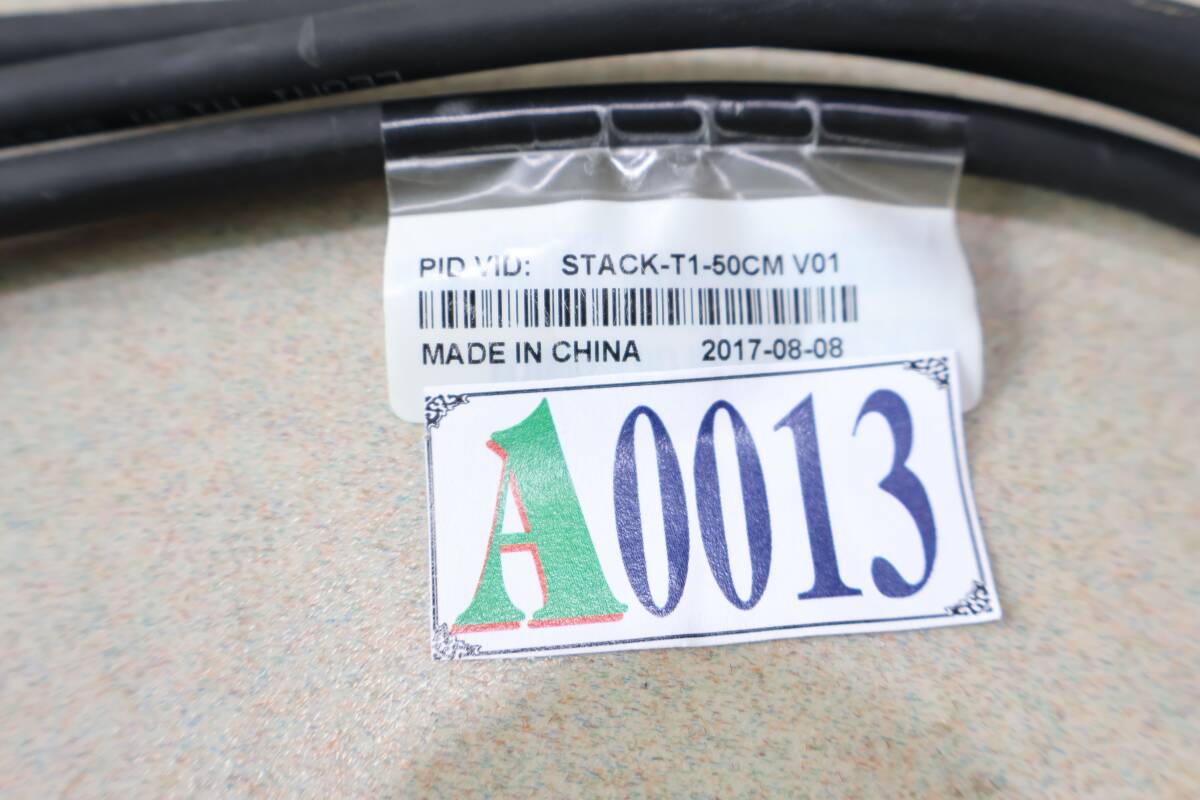 PID VID: STACK-T1-50CM V01
MADE IN CHINA 2017-08-08
A0013